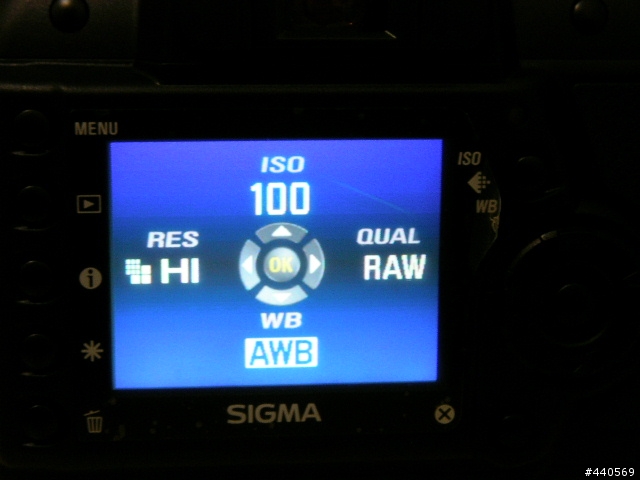 MENU
ISO
100
ISO
WB
RES
QUAL
HI
OK
RAW
WB
AWB
SIGMA
#440569